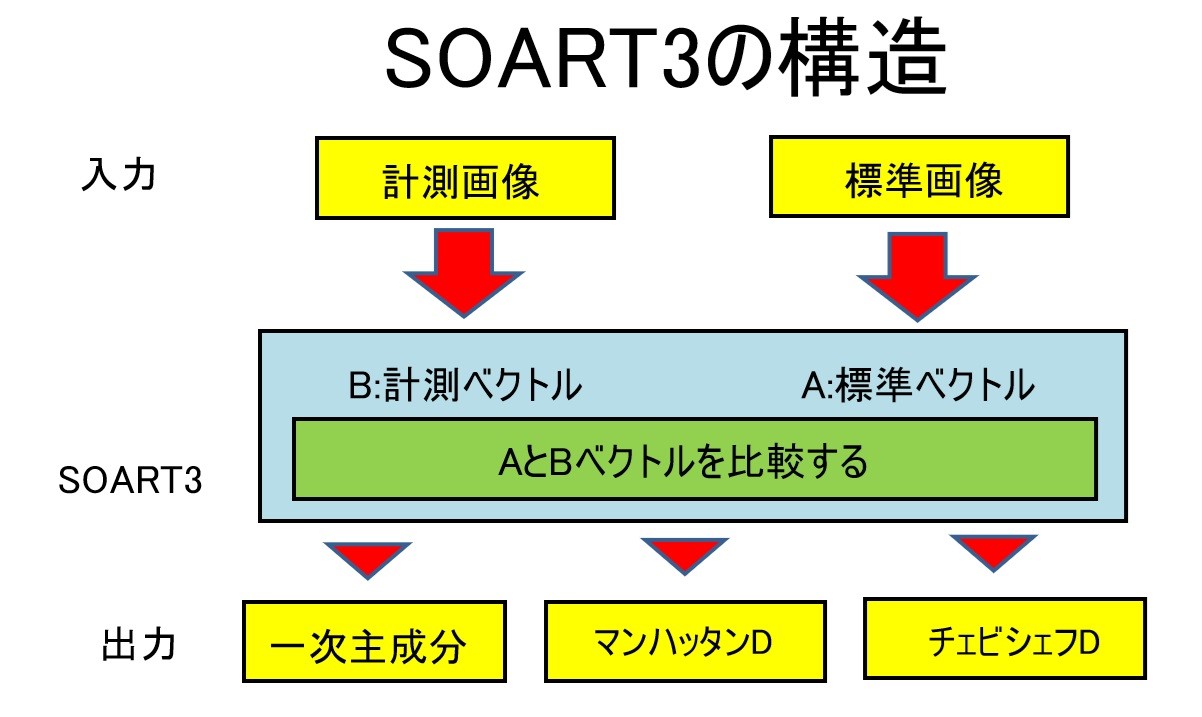 SOART3の構造
入力
計測画像
標準画像
B:計測ベクトル
A:標準ベクトル
AとBベクトルを比較する
SOART3
出力
一次主成分
マンハッタンD
チェビシェフD